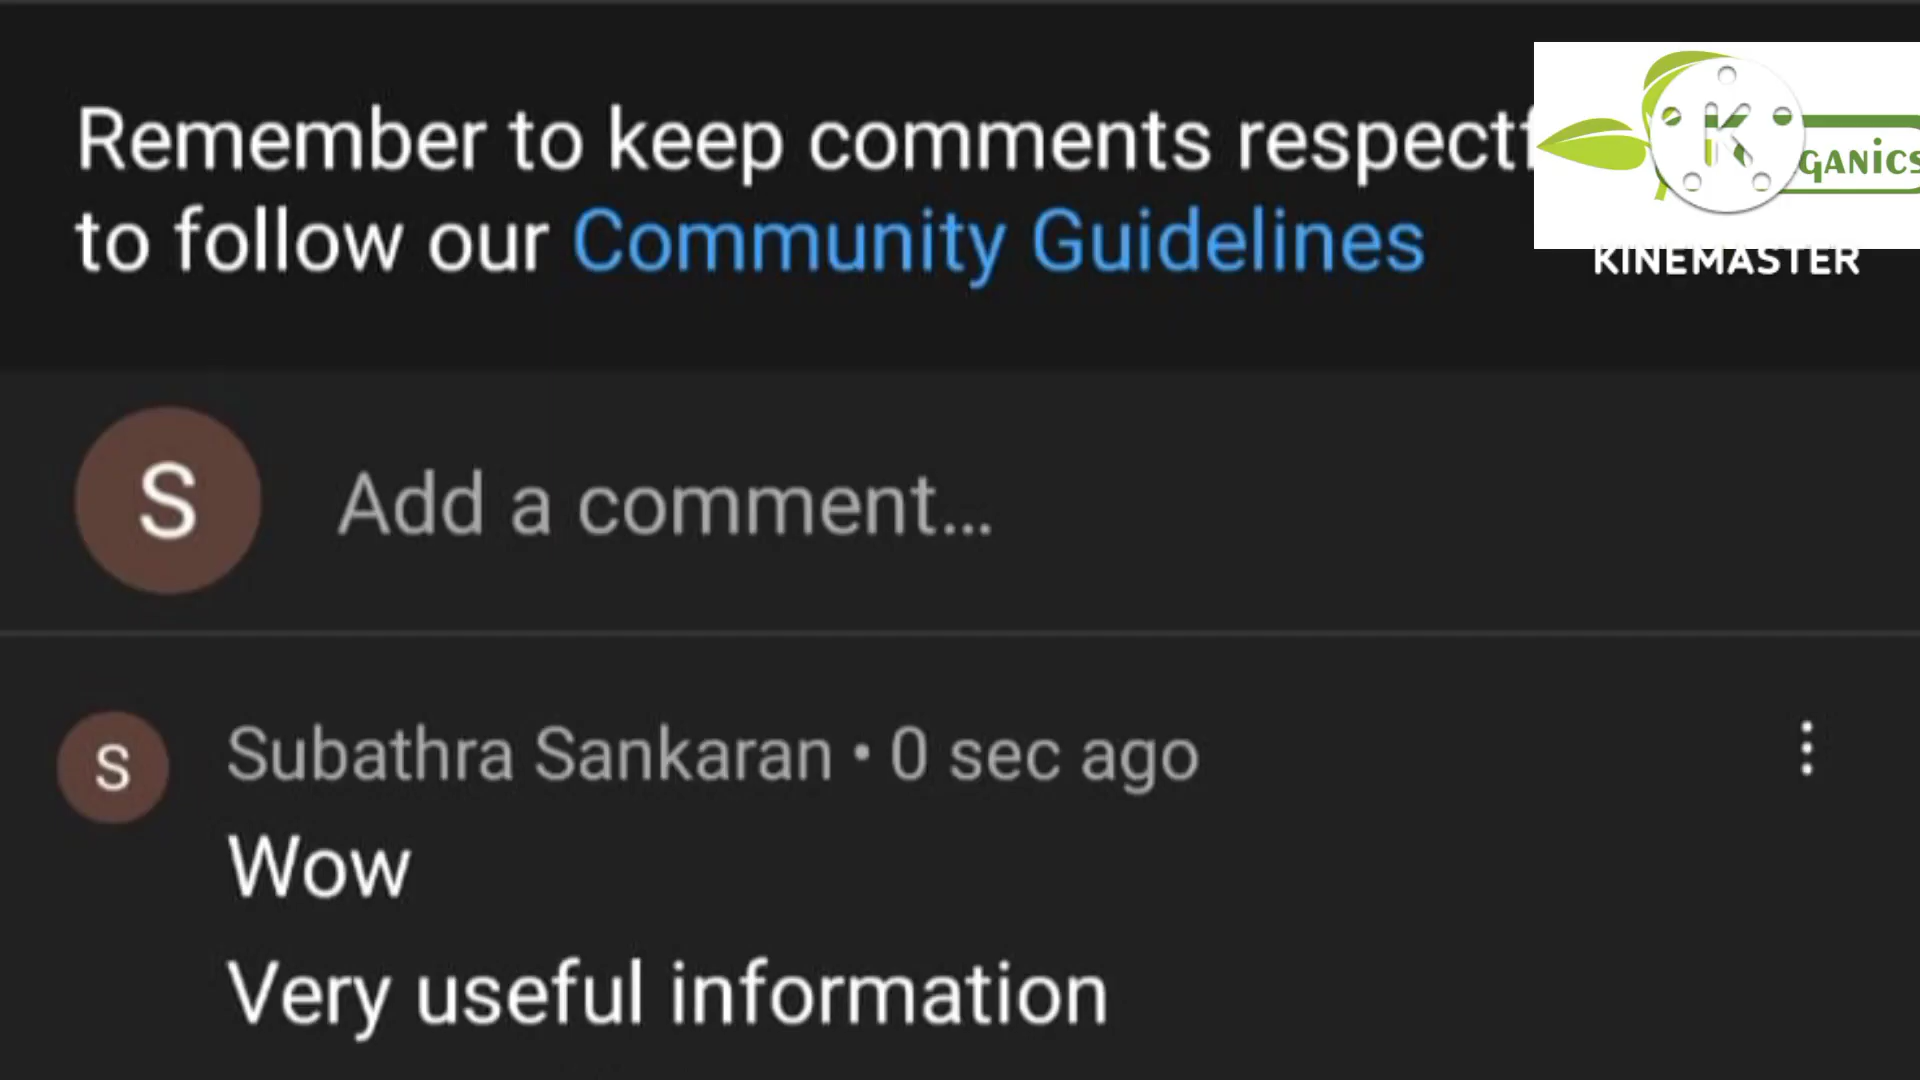 Remember to keep comments
to follow our Community Guidelines
K
KINEMASTER
S
Add a comment...
S
Subathra Sankaran • 0 sec ago
Wow
Very useful information